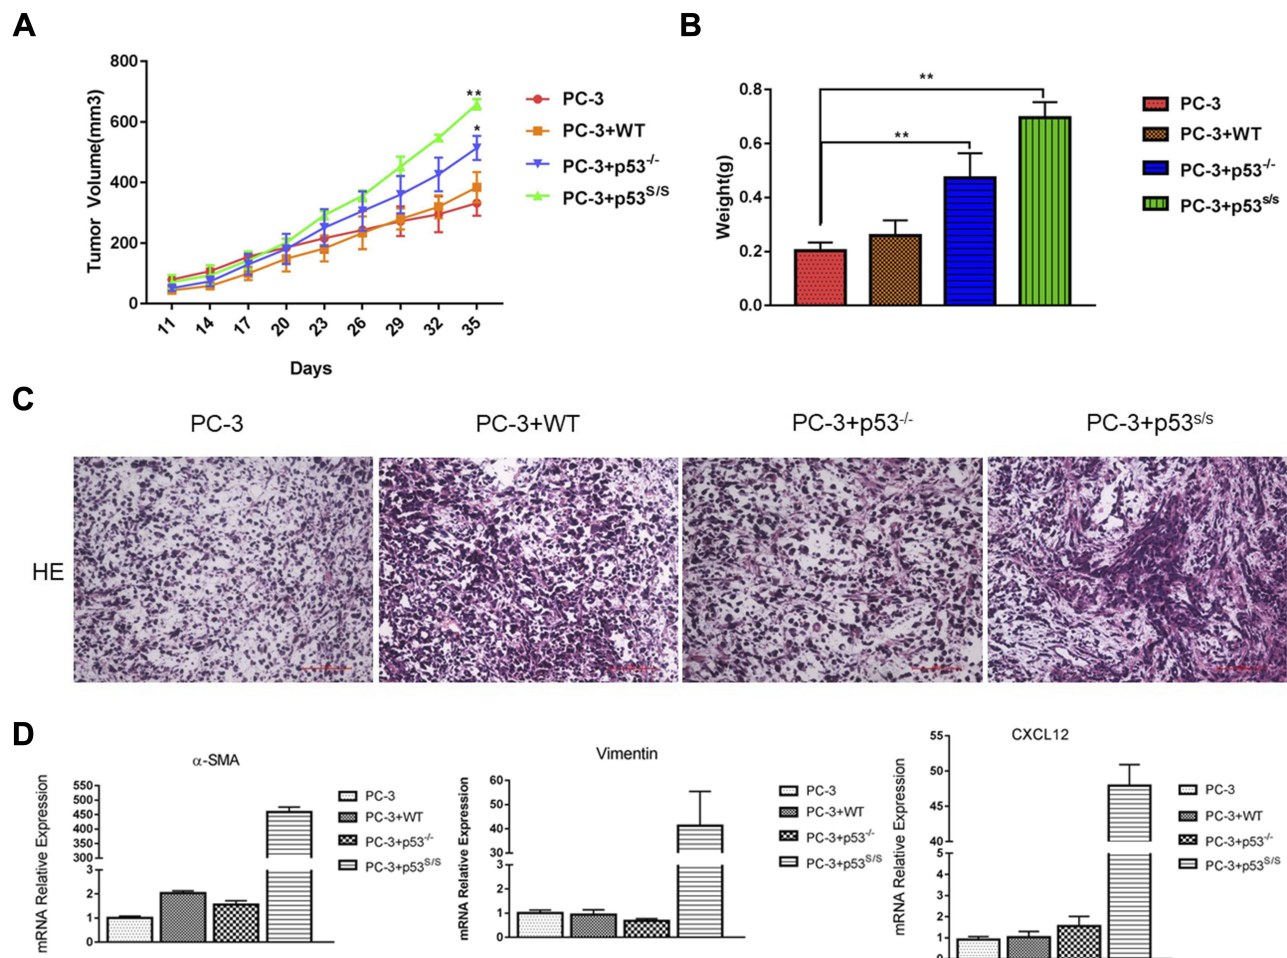 A
Tumor Volume(mm3)
800
600
400
200
0
11 14 17 20 23 26 29 32 35
Days
**
*
PC-3
PC-3+WT
PC-3+p53-/-
PC-3+p53S/S
B
Weight(g)
0.8
0.6
0.4
0.2
0.0
**
**
PC-3
PC-3+WT
PC-3+p53-/-
PC-3+p53s/s
C
PC-3 PC-3+WT PC-3+p53-/- PC-3+p53s/s
HE
D
α-SMA
mRNA Relative Expression
550
500
450
400
350
300
3
2
1
0
PC-3
PC-3+WT
PC-3+p53-/-
PC-3+p53S/S
Vimentin
mRNA Relative Expression
60
50
40
30
3
2
1
0
PC-3
PC-3+WT
PC-3+p53-/-
PC-3+p53S/S
CXCL12
mRNA Relative Expression
55
50
45
40
5
4
3
2
1
0
PC-3
PC-3+WT
PC-3+p53-/-
PC-3+p53S/S